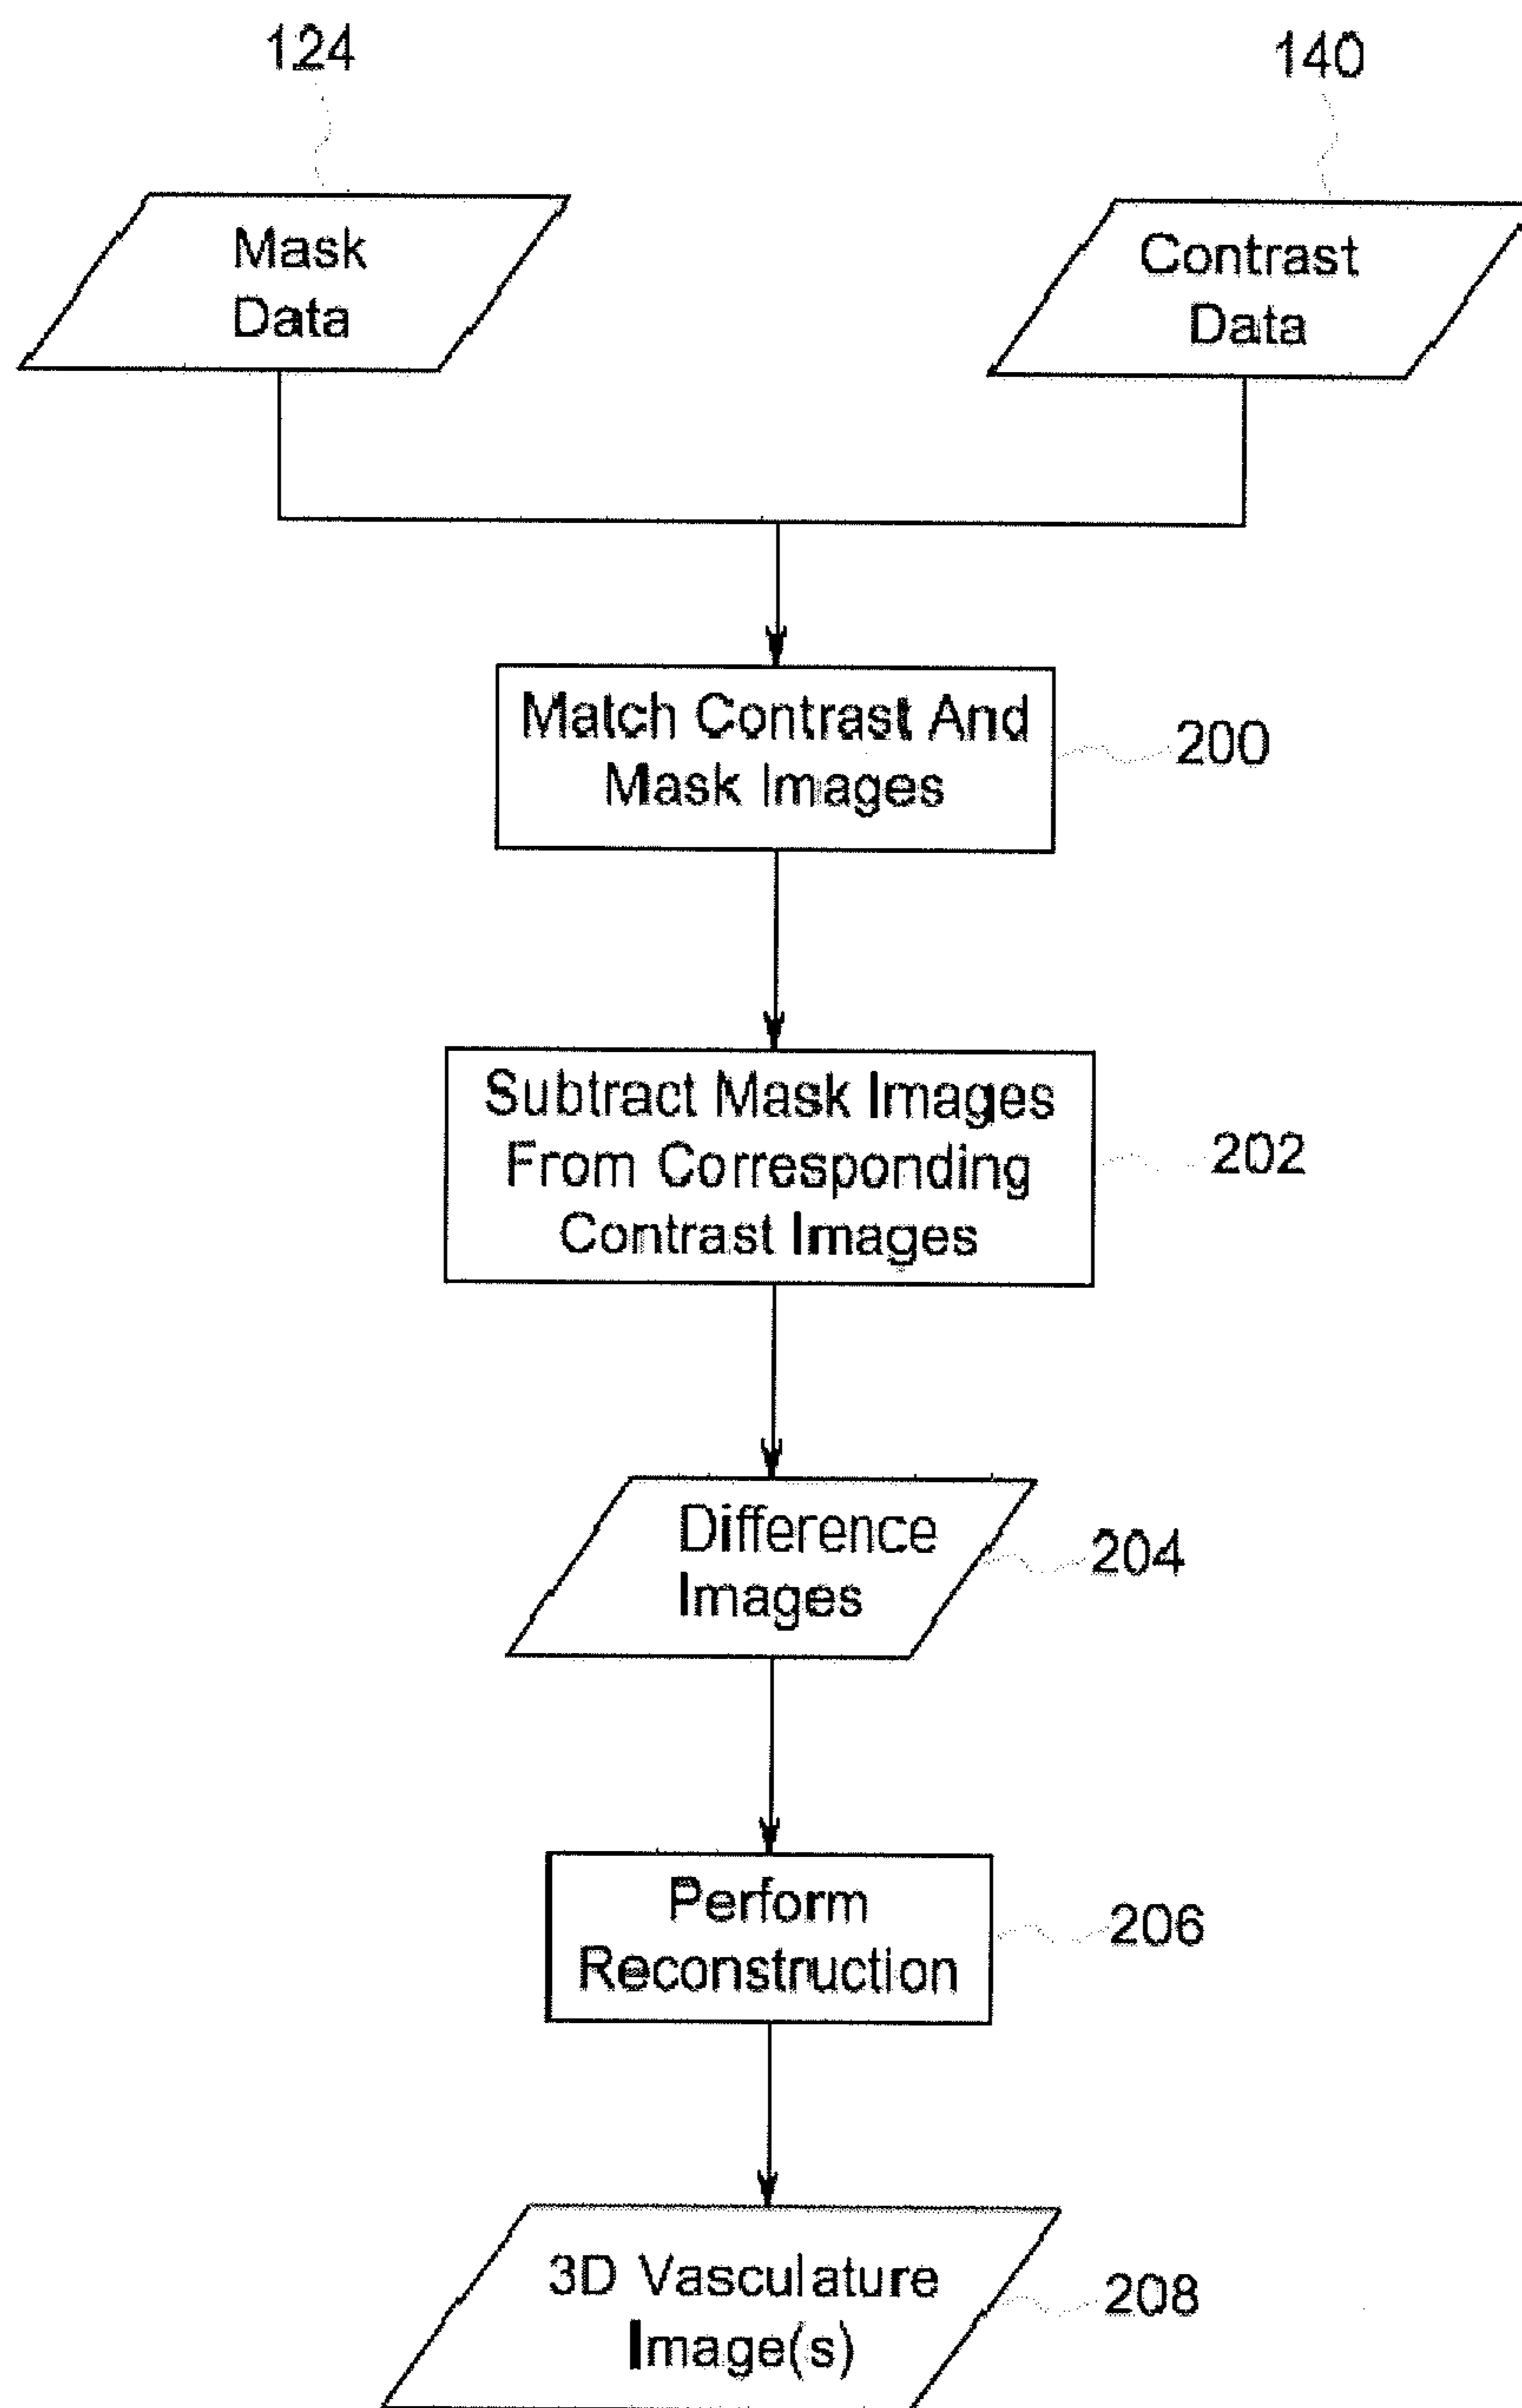 124
140
Mask
Data
Contrast
Data
Match Contrast And
Mask Images
200
Subtract Mask Images
From Corresponding
Contrast Images
202
Difference
Images
204
Perform
Reconstruction
206
3D Vasculature
Image(s)
208